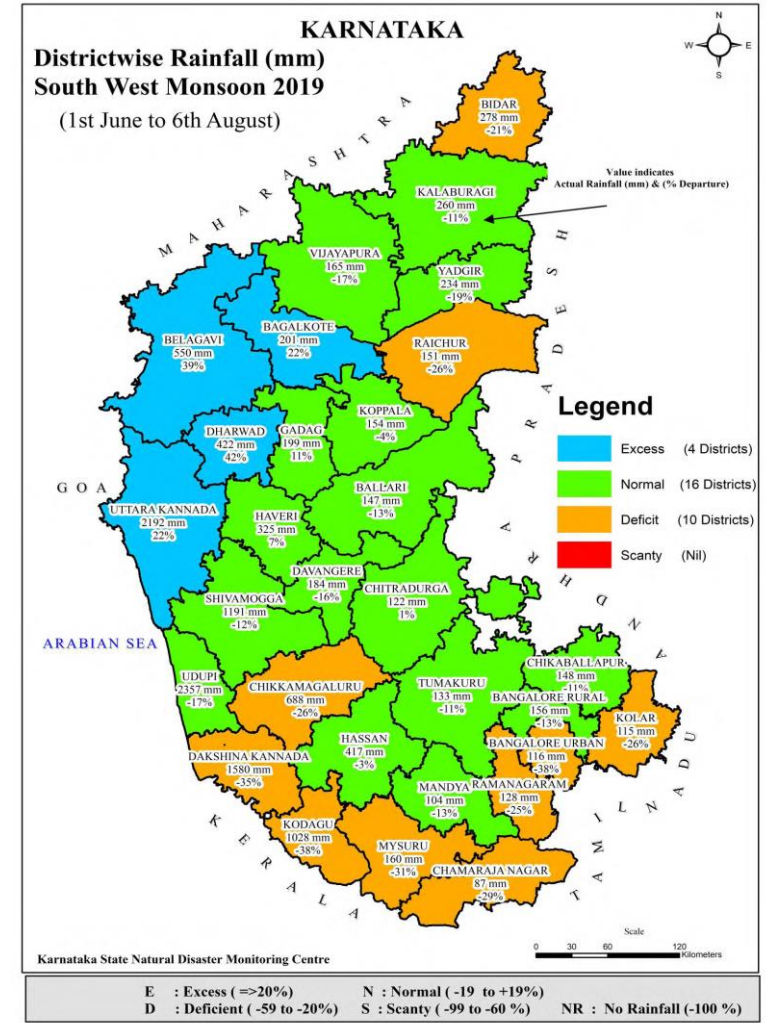 KARNATAKA
Districtwise Rainfall (mm)
South West Monsoon 2019
(1st June to 6th August)
N
W E
S
Value indicates
Actual Rainfall (mm) & (% Departure)
MAHARASHTRA
BIDAR
278 mm
-21%
KALABURAGI
260 mm
-11%
VIJAYAPURA
165 mm
-17%
YADGIR
234 mm
-19%
BELAGAVI
550 mm
39%
BAGALKOTE
201 mm
22%
RAICHUR
151 mm
-26%
KOPPALA
154 mm
-4%
DHARWAD
422 mm
42%
GADAG
199 mm
11%
GOA
UTTARA KANNADA
2192 mm
22%
HAVERI
325 mm
7%
BALLARI
147 mm
-13%
DAVANGERE
184 mm
-16%
CHITRADURGA
122 mm
1%
SHIVAMOGGA
1191 mm
-12%
ARABIAN SEA
UDUPI
2357 mm
-17%
CHIKKAMAGALURU
688 mm
-26%
TUMAKURU
133 mm
-11%
CHIKABALLAPUR
148 mm
-11%
BANGALORE RURAL
156 mm
-13%
KOLAR
115 mm
-26%
BANGALORE URBAN
116 mm
-38%
HASSAN
417 mm
-3%
DAKSHINA KANNADA
1580 mm
-35%
MANDYA
104 mm
-13%
RAMANAGARAM
128 mm
-25%
KODAGU
1028 mm
-38%
MYSURU
160 mm
-31%
CHAMARAJA NAGAR
87 mm
-29%
ANDHRA PRADESH
TAMIL NADU
KERALA
Legend
Excess (4 Districts)
Normal (16 Districts)
Deficit (10 Districts)
Scanty (Nil)
Scale
0 30 60 120
Kilometers
Karnataka State Natural Disaster Monitoring Centre
E : Excess ( =>20%) N : Normal ( -19 to +19%)
D : Deficient ( -59 to -20%) S : Scanty ( -99 to -60 %) NR : No Rainfall (-100 %)